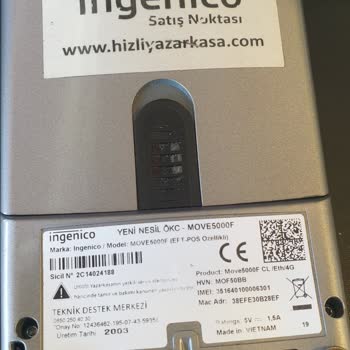 ingenico
Satış Noktası
www.hizliyazarkasa.com
ingenico
YENİ NESİL ÖKC - MOVE5000F
Marka: Ingenico / Model: MOVE5000F (EFT-POS Özellikli)
Sicil N° 2C14024188
Product: Move5000F CL /Eth/4G
HVN: MOF50BB
IMEI: 351640100006301
Mac Adr: 38EFE30B28EF
TEKNİK DESTEK MERKEZİ
Üretim Tarihi 2003
Ratings: 5V 1,5A
Made in VIETNAM
19